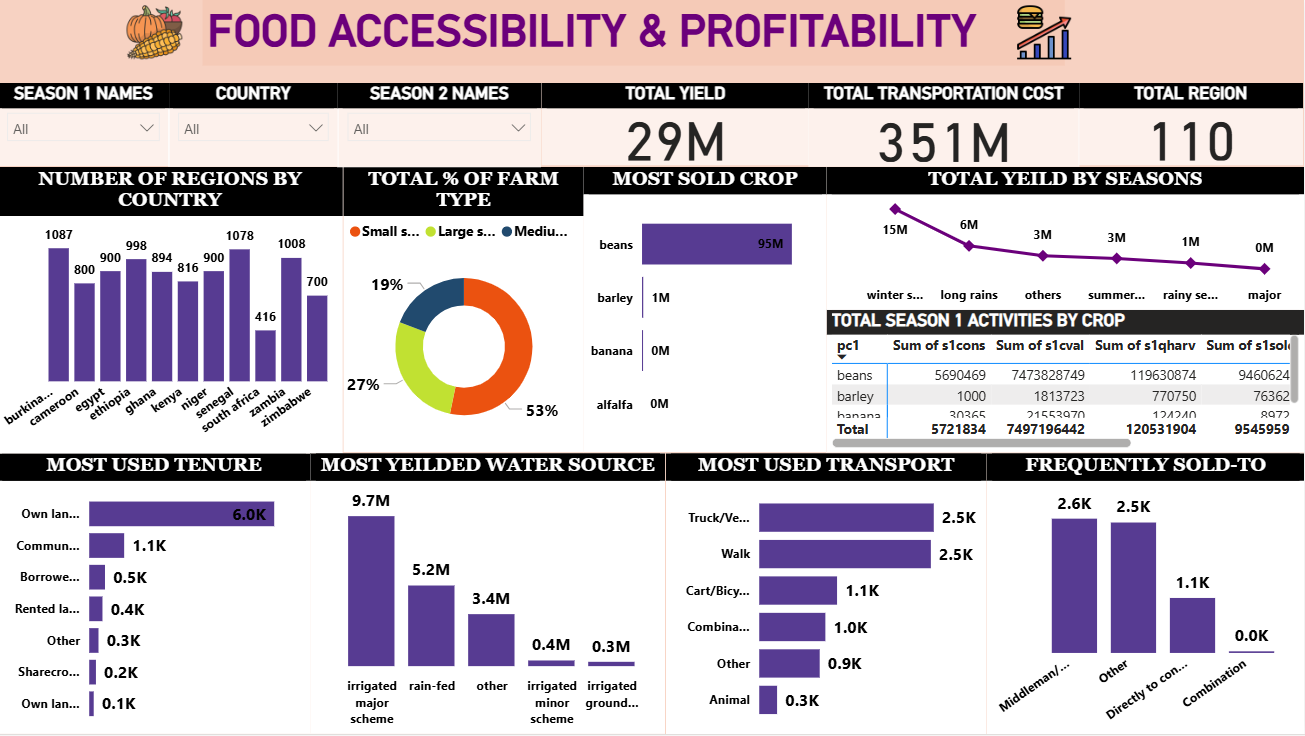 FOOD ACCESSIBILITY & PROFITABILITY
SEASON 1 NAMES
All
COUNTRY
All
SEASON 2 NAMES
All
TOTAL YIELD
29M
TOTAL TRANSPORTATION COST
351M
TOTAL REGION
110
NUMBER OF REGIONS BY
COUNTRY
1087
800
900
998
894
816
900
1078
416
1008
700
burkina...
cameroon
egypt
ethiopia
ghana
kenya
niger
senegal
south africa
zambia
zimbabwe
TOTAL % OF FARM
TYPE
Small s... Large s... Mediu...
19%
27%
53%
MOST SOLD CROP
beans 95M
barley 1M
banana 0M
alfalfa 0M
TOTAL YEILD BY SEASONS
15M 6M 3M 3M 1M 0M
winter s... long rains others summer... rainy se... major
TOTAL SEASON 1 ACTIVITIES BY CROP
pc1 Sum of s1cons Sum of s1cval Sum of s1qharv Sum of s1sol
beans 5690469 7473828749 119630874 9460624
barley 1000 1813723 770750 76362
banana 30365 21553970 124240 8972
Total 5721834 7497196442 120531904 9545959
MOST USED TENURE
Own lan... 6.0K
Commun... 1.1K
Borrowe... 0.5K
Rented la... 0.4K
Other 0.3K
Sharecro... 0.2K
Own lan... 0.1K
MOST YEILDED WATER SOURCE
9.7M
5.2M
3.4M
0.4M
0.3M
irrigated
major
scheme
rain-fed
other
irrigated
minor
scheme
irrigated
ground...
MOST USED TRANSPORT
Truck/Ve... 2.5K
Walk 2.5K
Cart/Bicy... 1.1K
Combina... 1.0K
Other 0.9K
Animal 0.3K
FREQUENTLY SOLD-TO
2.6K
2.5K
1.1K
0.0K
Middleman/...
Other
Directly to con...
Combination